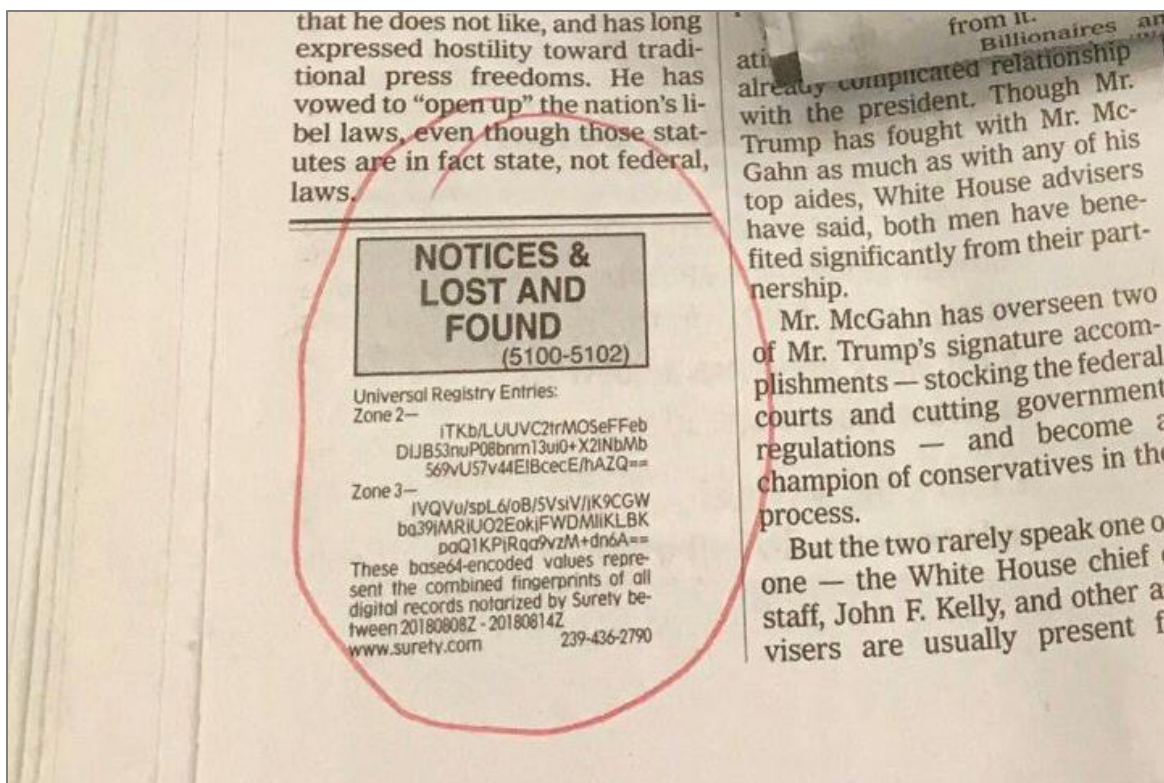 that he does not like, and has long
expressed hostility toward tradi-
tional press freedoms. He has
vowed to “open up” the nation’s li-
bel laws, even though those stat-
utes are in fact state, not federal,
laws.
NOTICES &
LOST AND
FOUND
(5100-5102)
Universal Registry Entries:
Zone 2—
iTKb/LUUVC2trMOSeFFeb
DIJB53nuP08bnm13ui0+X2INbMb
S69vU57v44EIBcecE/hAZQ==
Zone 3—
IVQVu/spL6/oB/5VsiV/jK9CGW
ba39jMRiUO2EokjFWDMIiKLBK
paQ1KPjRqa9vzM+dn6A==
These base64-encoded values repre-
sent the combined fingerprints of all
digital records notarized by Surety be-
tween 20180808Z - 20180814Z
www.surety.com 239-436-2790
from it.
Billionaires
already complicated relationship
with the president. Though Mr.
Trump has fought with Mr. Mc-
Gahn as much as with any of his
top aides, White House advisers
have said, both men have bene-
fited significantly from their part-
nership.
Mr. McGahn has overseen two
of Mr. Trump’s signature accom-
plishments — stocking the federal
courts and cutting government
regulations — and become a
champion of conservatives in the
process.
But the two rarely speak one o
one — the White House chief
staff, John F. Kelly, and other a
visers are usually present f